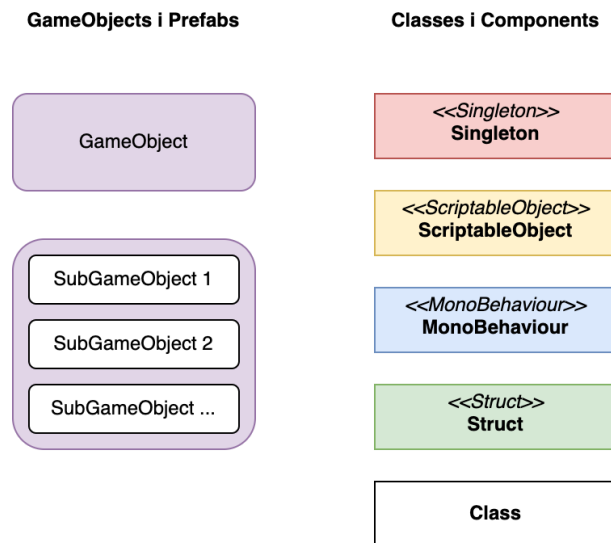 GameObjects i Prefabs
GameObject
SubGameObject 1
SubGameObject 2
SubGameObject ...
Classes i Components
<<Singleton>>
Singleton
<<ScriptableObject>>
ScriptableObject
<<MonoBehaviour>>
MonoBehaviour
<<Struct>>
Struct
Class